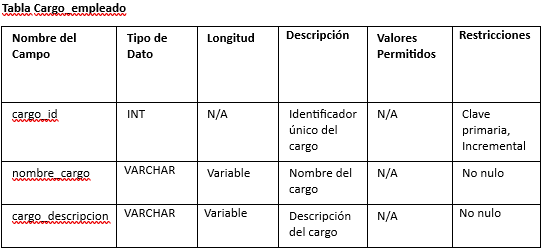 Tabla Cargo_empleado
Nombre del Campo Tipo de Dato Longitud Descripción Valores Permitidos Restricciones
cargo_id INT N/A Identificador único del cargo N/A Clave primaria, Incremental
nombre_cargo VARCHAR Variable Nombre del cargo N/A No nulo
cargo_descripcion VARCHAR Variable Descripción del cargo N/A No nulo